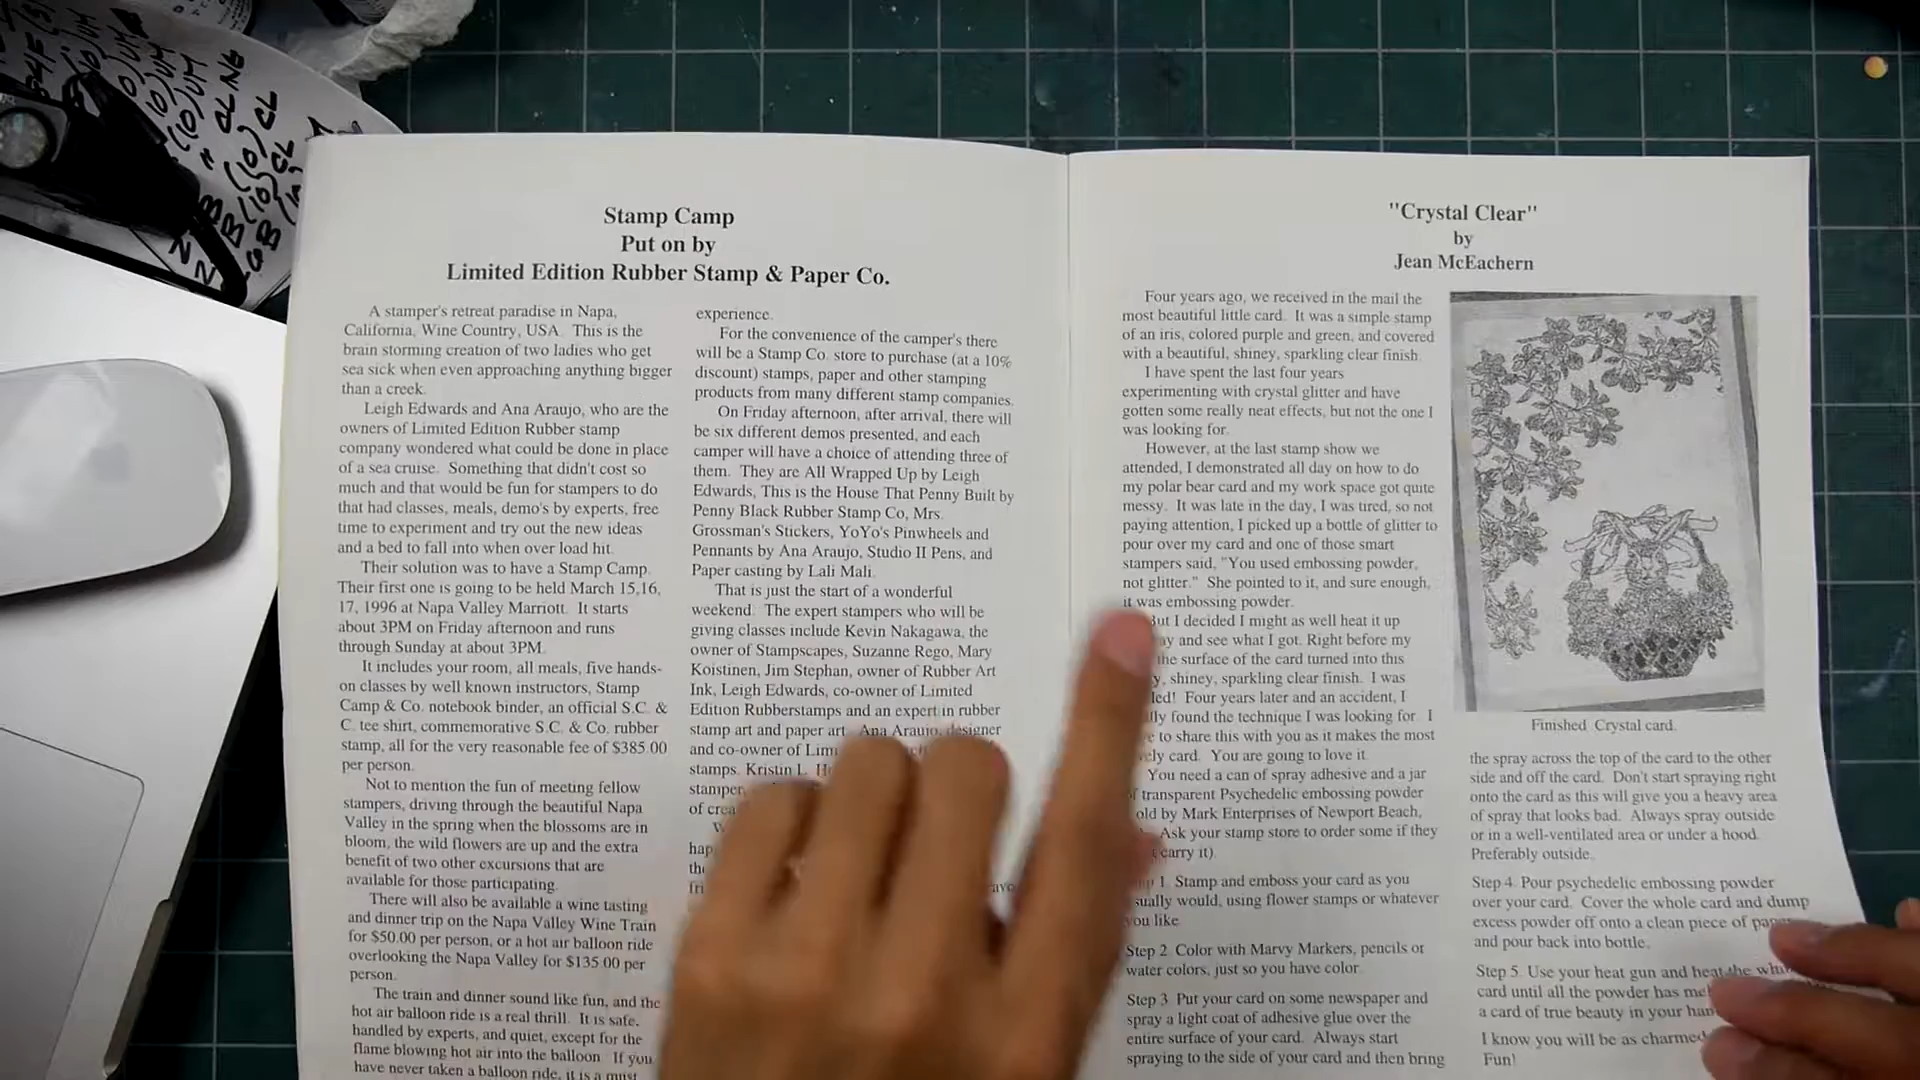 Stamp Camp
Put on by
Limited Edition Rubber Stamp & Paper Co.
A stamper's retreat paradise in Napa,
California, Wine Country, USA. This is the
brain storming creation of two ladies who get
sea sick when even approaching anything bigger
than a creek.
Leigh Edwards and Ana Araujo, who are the
owners of Limited Edition Rubber stamp
company wondered what could be done in place
of a sea cruise. Something that didn't cost so
much and that would be fun for stampers to do
that had classes, meals, demo's by experts, free
time to experiment and try out the new ideas
and a bed to fall into when over load hit.
Their solution was to have a Stamp Camp.
Their first one is going to be held March 15,16,
17, 1996 at Napa Valley Marriott. It starts
about 3PM on Friday afternoon and runs
through Sunday at about 3PM.
It includes your room, all meals, five hands-
on classes by well known instructors, Stamp
Camp & Co. notebook binder, an official S.C. &
C. tee shirt, commemorative S.C. & Co. rubber
stamp, all for the very reasonable fee of $385.00
per person.
Not to mention the fun of meeting fellow
stampers, driving through the beautiful Napa
Valley in the spring when the blossoms are in
bloom, the wild flowers are up and the extra
benefit of two other excursions that are
available for those participating.
There will also be available a wine tasting
and dinner trip on the Napa Valley Wine Train
for $50.00 per person, or a hot air balloon ride
overlooking the Napa Valley for $135.00 per
person.
The train and dinner sound like fun, and the
hot air balloon ride is a real thrill. It is safe,
handled by experts, and quiet, except for the
flame blowing hot air into the balloon. If you
have never taken a balloon ride, it is a must
experience.
For the convenience of the camper's there
will be a Stamp Co. store to purchase (at a 10%
discount) stamps, paper and other stamping
products from many different stamp companies.
On Friday afternoon, after arrival, there will
be six different demos presented, and each
camper will have a choice of attending three of
them. They are All Wrapped Up by Leigh
Edwards, This is the House That Penny Built by
Penny Black Rubber Stamp Co, Mrs.
Grossman's Stickers, YoYo's Pinwheels and
Pennants by Ana Araujo, Studio II Pens, and
Paper casting by Lali Mali.
That is just the start of a wonderful
weekend. The expert stampers who will be
giving classes include Kevin Nakagawa, the
owner of Stampscapes, Suzanne Rego, Mary
Koistinen, Jim Stephan, owner of Rubber Art
Ink, Leigh Edwards, co-owner of Limited
Edition Rubberstamps and an expert in rubber
stamp art and paper art. Ana Araujo, designer
and co-owner of
stamps. Kristin L.
stamper,
of
"Crystal Clear"
by
Jean McEachern
Four years ago, we received in the mail the
most beautiful little card. It was a simple stamp
of an iris, colored purple and green, and covered
with a beautiful, shiney, sparkling clear finish.
I have spent the last four years
experimenting with crystal glitter and have
gotten some really neat effects, but not the one I
was looking for.
However, at the last stamp show we
attended, I demonstrated all day on how to do
my polar bear card and my work space got quite
messy. It was late in the day, I was tired, so not
paying attention, I picked up a bottle of glitter to
pour over my card and one of those smart
stampers said, "You used embossing powder,
not glitter." She pointed to it, and sure enough,
it was embossing powder.
But I decided I might as well heat it up
and see what I got. Right before my
the surface of the card turned into this
shiney, sparkling clear finish. I was
Four years later and an accident, I
found the technique I was looking for. I
to share this with you as it makes the most
card. You are going to love it.
You need a can of spray adhesive and a jar
transparent Psychedelic embossing powder
by Mark Enterprises of Newport Beach,
Ask your stamp store to order some if they
carry it)
1. Stamp and emboss your card as you
usually would, using flower stamps or whatever
you like
Step 2. Color with Marvy Markers, pencils or
water colors, just so you have color.
Step 3. Put your card on some newspaper and
spray a light coat of adhesive glue over the
entire surface of your card. Always start
spraying to the side of your card and then bring
Finished Crystal card.
the spray across the top of the card to the other
side and off the card. Don't start spraying right
onto the card as this will give you a heavy area
of spray that looks bad. Always spray outside
or in a well-ventilated area or under a hood.
Preferably outside.
Step 4. Pour psychedelic embossing powder
over your card. Cover the whole card and dump
excess powder off onto a clean piece of paper
and pour back into bottle.
Step 5. Use your heat gun and heat the
card until all the powder has
a card of true beauty in your
I know you will be as charmed
Fun!